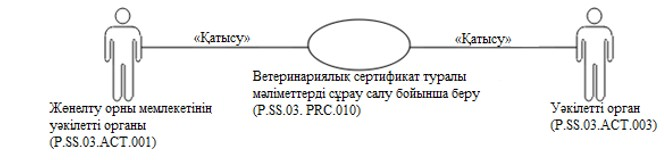 «Қатысу»
«Қатысу»
Ветеринариялық сертификат туралы
мәліметтерді сұрау салу бойынша беру
(P.SS.03. PRC.010)
Жөнелту орны мемлекетінің
уәкілетті органы
(P.SS.03.ACT.001)
Уәкілетті орган
(P.SS.03.ACT.003)